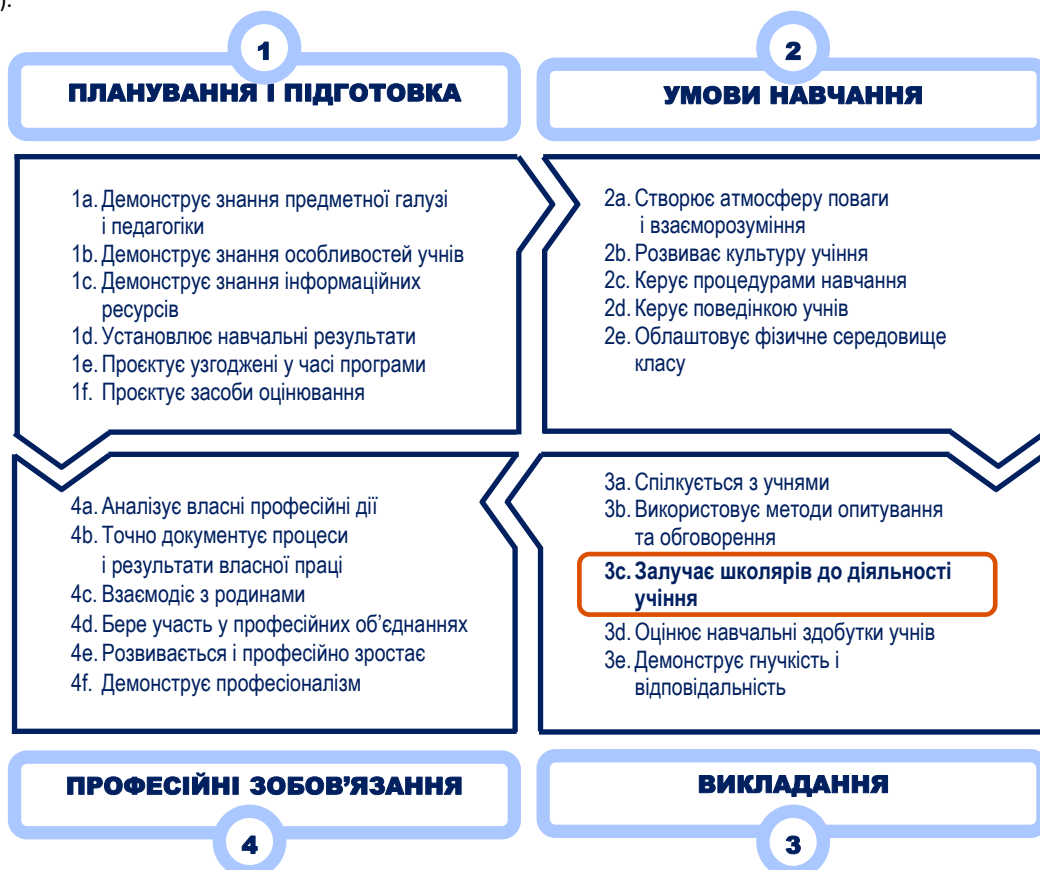 ).
1
ПЛАНУВАННЯ І ПІДГОТОВКА
1a. Демонструє знання предметної галузі
і педагогіки
1b. Демонструє знання особливостей учнів
1c. Демонструє знання інформаційних
ресурсів
1d. Установлює навчальні результати
1e. Проєктує узгоджені у часі програми
1f. Проєктує засоби оцінювання
2
УМОВИ НАВЧАННЯ
2a. Створює атмосферу поваги
і взаєморозуміння
2b. Розвиває культуру учіння
2c. Керує процедурами навчання
2d. Керує поведінкою учнів
2e. Облаштовує фізичне середовище
класу
3a. Спілкується з учнями
3b. Використовує методи опитування
та обговорення
3c. Залучає школярів до діяльності
учіння
3d. Оцінює навчальні здобутки учнів
3e. Демонструє гнучкість і
відповідальність
ВИКЛАДАННЯ
3
4a. Аналізує власні професійні дії
4b. Точно документує процеси
і результати власної праці
4c. Взаємодіє з родинами
4d. Бере участь у професійних об’єднаннях
4e. Розвивається і професійно зростає
4f. Демонструє професіоналізм
ПРОФЕСІЙНІ ЗОБОВ’ЯЗАННЯ
4